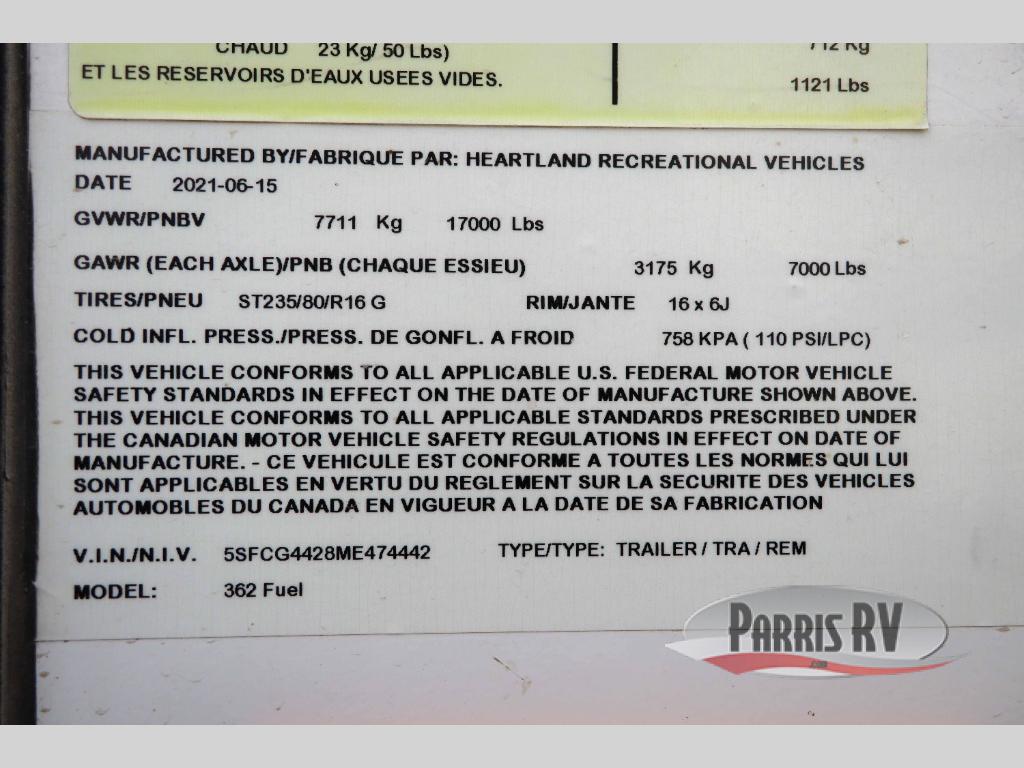 CHAUD 23 Kg/ 50 Lbs)
712 Kg
ET LES RESERVOIRS D'EAUX USEES VIDES.
1121 Lbs
MANUFACTURED BY/FABRIQUE PAR: HEARTLAND RECREATIONAL VEHICLES
DATE 2021-06-15
GVWR/PNBV 7711 Kg 17000 Lbs
GAWR (EACH AXLE)/PNB (CHAQUE ESSIEU) 3175 Kg 7000 Lbs
TIRES/PNEU ST235/80/R16 G RIM/JANTE 16 x 6J
COLD INFL. PRESS./PRESS. DE GONFL. A FROID 758 KPA ( 110 PSI/LPC)
THIS VEHICLE CONFORMS TO ALL APPLICABLE U.S. FEDERAL MOTOR VEHICLE
SAFETY STANDARDS IN EFFECT ON THE DATE OF MANUFACTURE SHOWN ABOVE.
THIS VEHICLE CONFORMS TO ALL APPLICABLE STANDARDS PRESCRIBED UNDER
THE CANADIAN MOTOR VEHICLE SAFETY REGULATIONS IN EFFECT ON DATE OF
MANUFACTURE. - CE VEHICULE EST CONFORME A TOUTES LES NORMES QUI LUI
SONT APPLICABLES EN VERTU DU REGLEMENT SUR LA SECURITE DES VEHICLES
AUTOMOBILES DU CANADA EN VIGUEUR A LA DATE DE SA FABRICATION
V.I.N./N.I.V. 5SFCG4428ME474442 TYPE/TYPE: TRAILER / TRA / REM
MODEL: 362 Fuel
PARRIS RV
.com